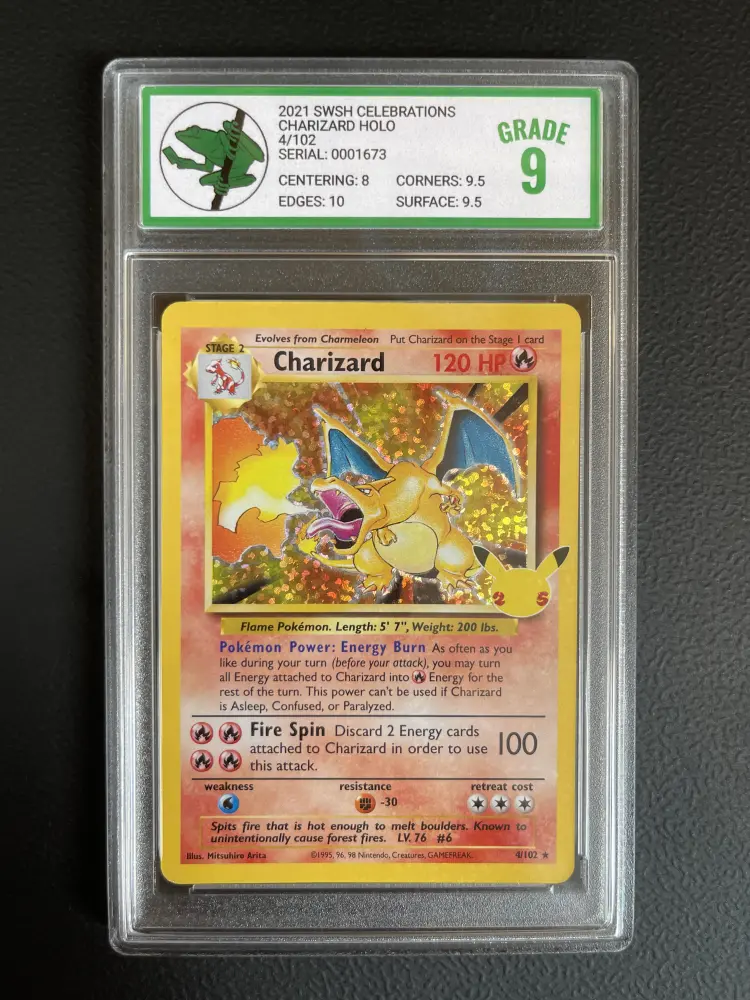 2021 SWSH CELEBRATIONS
CHARIZARD HOLO
4/102
SERIAL: 0001673
CENTERING: 8 CORNERS: 9.5
EDGES: 10 SURFACE: 9.5
GRADE
9
Evolves from Charmeleon Put Charizard on the Stage 1 card
STAGE 2
Charizard 120 HP
25
Flame Pokémon. Length: 5' 7", Weight: 200 lbs.
Pokémon Power: Energy Burn As often as you
like during your turn (before your attack), you may turn
all Energy attached to Charizard into Energy for the
rest of the turn. This power can't be used if Charizard
is Asleep, Confused, or Paralyzed.
Fire Spin Discard 2 Energy cards
attached to Charizard in order to use 100
this attack.
weakness resistance retreat cost
-30
Spits fire that is hot enough to melt boulders. Known to
unintentionally cause forest fires. LV. 76 #6
Illus. Mitsuhiro Arita ©1995, 96, 98 Nintendo, Creatures, GAMEFREAK. 4/102 ★